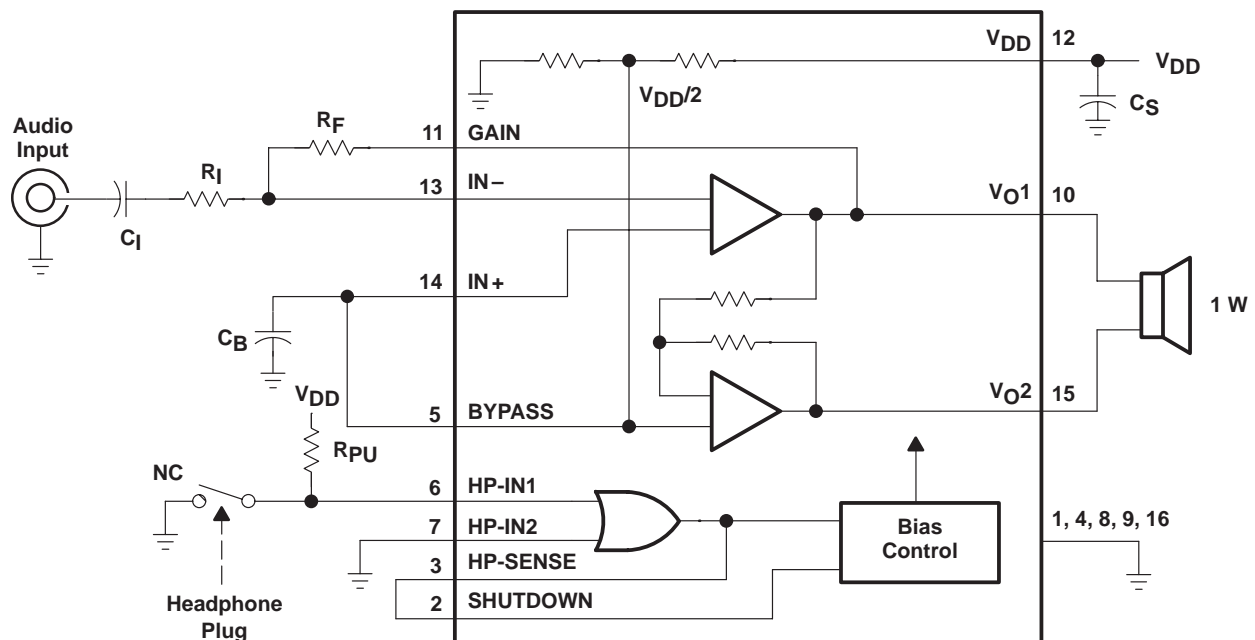 VDD 12
VDD
VDD/2
CS
Audio
Input
RF
11 GAIN
RI
13 IN–
VO1 10
CI
14 IN+
1 W
CB
VDD
VO2 15
5 BYPASS
RPU
NC
6 HP-IN1
7 HP-IN2
Bias
Control
1, 4, 8, 9, 16
3 HP-SENSE
2 SHUTDOWN
Headphone
Plug